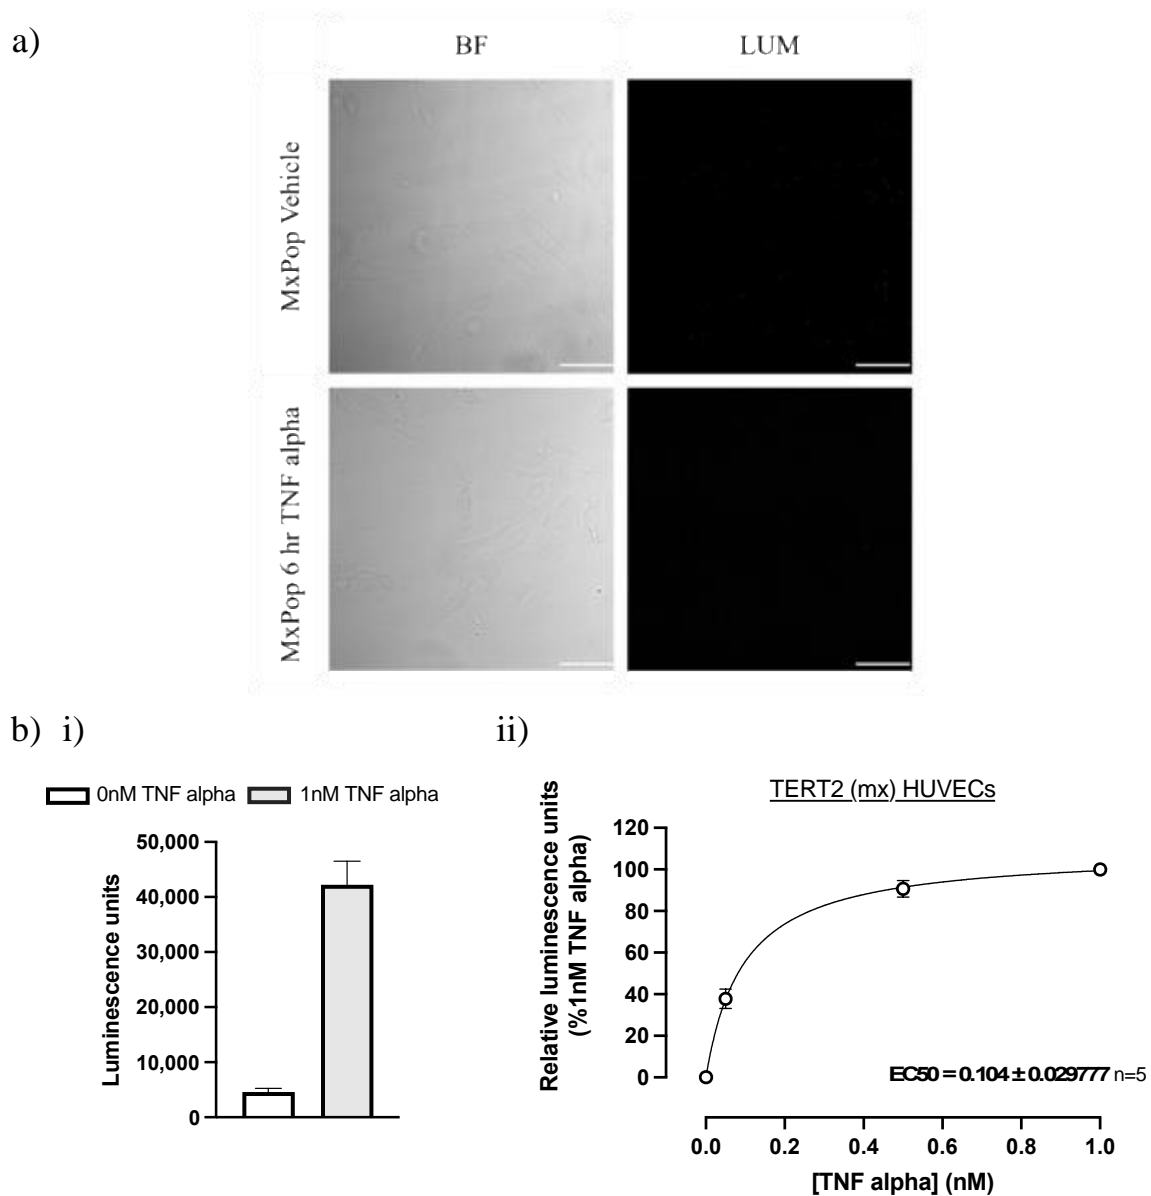 a)
BF
LUM
MxPop Vehicle
MxPop 6 hr TNF alpha
b) i)
0nM TNF alpha
1nM TNF alpha
Luminescence units
50,000
40,000
30,000
20,000
10,000
0
ii)
TERT2 (mx) HUVECs
Relative luminescence units
(%1nM TNF alpha)
120
100
80
60
40
20
0
EC50 = 0.104 ± 0.029777 n=5
0.0 0.2 0.4 0.6 0.8 1.0
[TNF alpha] (nM)